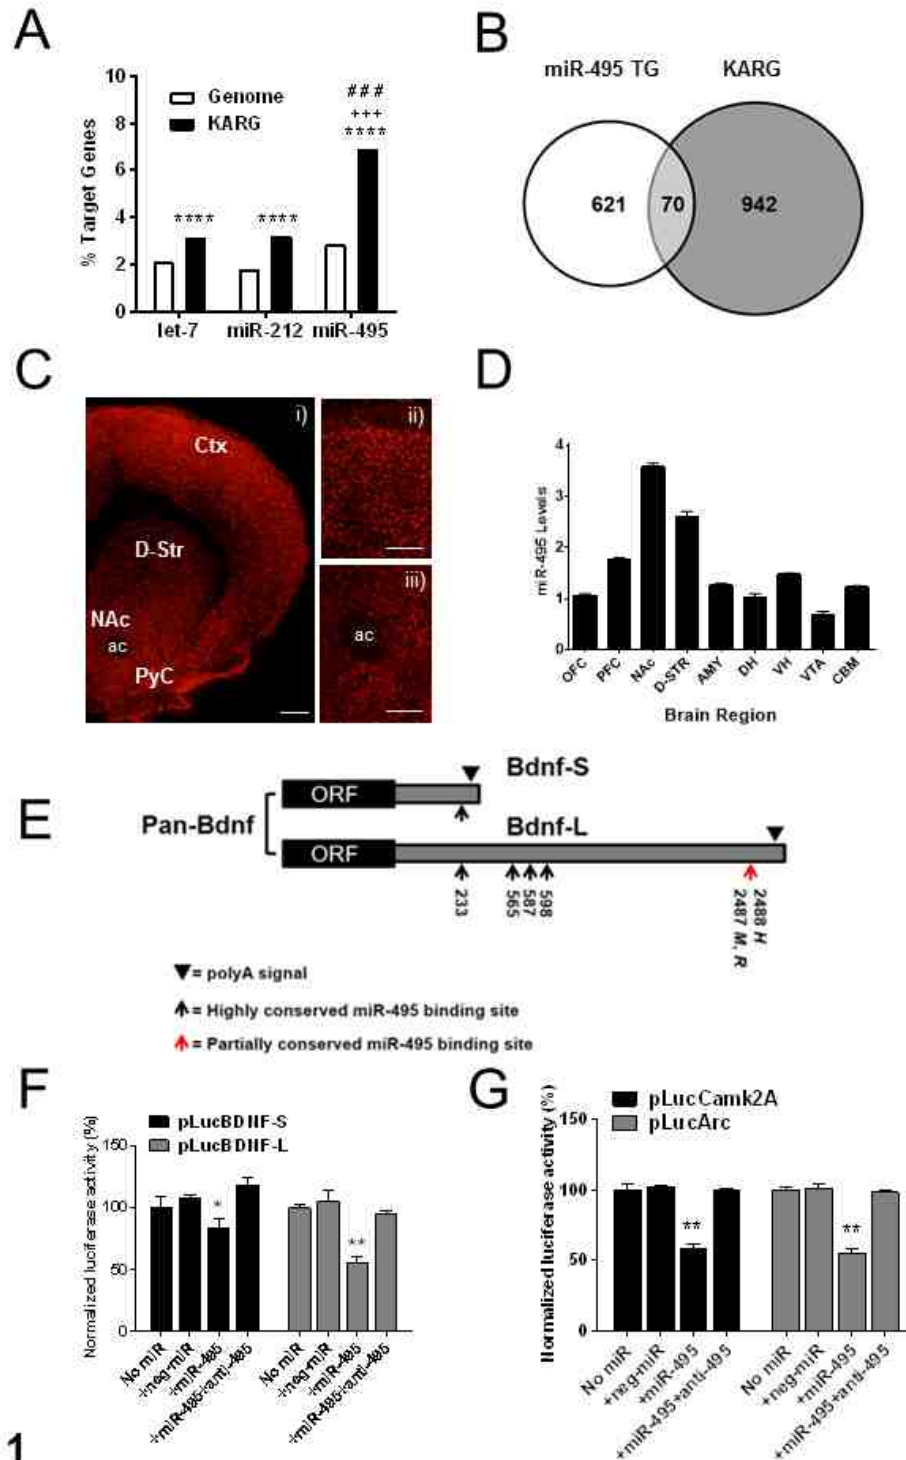 A
10
8
6
4
2
0
% Target Genes
Genome
KARG
****
****
###
+++
****
let-7
miR-212
miR-495
B
miR-495 TG
KARG
621
70
942
C
i)
Ctx
D-Str
NAc
ac
PyC
ii)
iii)
ac
D
4
3
2
1
0
miR-495 Levels
OFC
PFC
NAc
D-STR
AMY
DH
VH
VTA
CBM
Brain Region
E
Pan-Bdnf
ORF
Bdnf-S
ORF
Bdnf-L
233
565
587
598
2488 H
2487 M, R
= polyA signal
= Highly conserved miR-495 binding site
= Partially conserved miR-495 binding site
F
pLucBDNF-S
pLucBDNF-L
Normalized luciferase activity (%)
150
100
50
0
*
**
No miR
+neg-miR
+miR-495
+miR-495+anti-495
No miR
+neg-miR
+miR-495
+miR-495+anti-495
G
pLucCamk2A
pLucArc
Normalized luciferase activity (%)
150
100
50
0
**
**
No miR
+neg-miR
+miR-495
+miR-495+anti-495
No miR
+neg-miR
+miR-495
+miR-495+anti-495
1